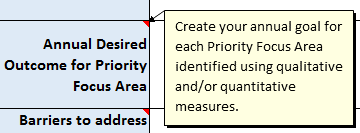 Annual Desired
Outcome for Priority
Focus Area
Create your annual goal for
each Priority Focus Area
identified using qualitative
and/or quantitative
measures.
Barriers to address